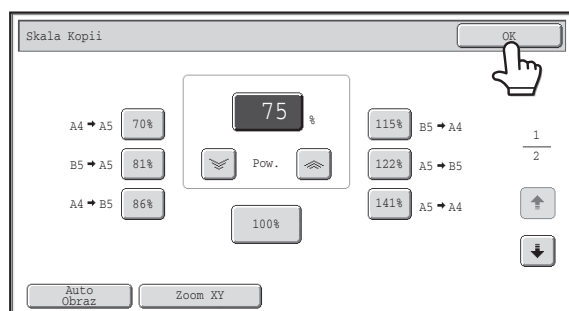 Skala Kopii
OK
75 %
A4 → A5 70%
B5 → A5 81%
A4 → B5 86%
Pow.
100%
115% B5 → A4
122% A5 → B5
141% A5 → A4
1
2
Auto
Obraz
Zoom XY